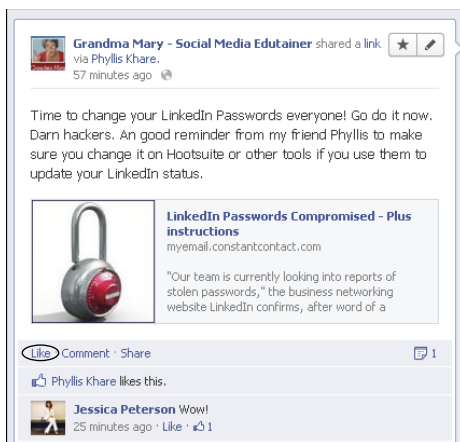 Grandma Mary - Social Media Edutainer shared a link
via Phyllis Khare.
57 minutes ago
Time to change your LinkedIn Passwords everyone! Go do it now.
Darn hackers. An good reminder from my friend Phyllis to make
sure you change it on Hootsuite or other tools if you use them to
update your LinkedIn status.
LinkedIn Passwords Compromised - Plus
instructions
myemail.constantcontact.com
"Our team is currently looking into reports of
stolen passwords," the business networking
website LinkedIn confirms, after word of a
Like · Comment · Share 1
Phyllis Khare likes this.
Jessica Peterson Wow!
25 minutes ago · Like · 1